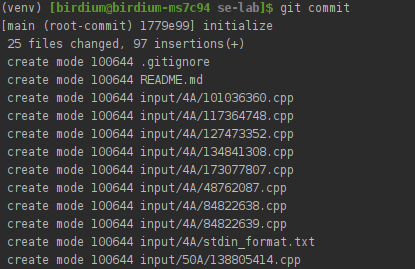 (venv) [birdium@birdium-ms7c94 se-lab]$ git commit
[main (root-commit) 1779e99] initialize
 25 files changed, 97 insertions(+)
 create mode 100644 .gitignore
 create mode 100644 README.md
 create mode 100644 input/4A/101036360.cpp
 create mode 100644 input/4A/117364748.cpp
 create mode 100644 input/4A/127473352.cpp
 create mode 100644 input/4A/134841308.cpp
 create mode 100644 input/4A/173077807.cpp
 create mode 100644 input/4A/48762087.cpp
 create mode 100644 input/4A/84822638.cpp
 create mode 100644 input/4A/84822639.cpp
 create mode 100644 input/4A/stdin_format.txt
 create mode 100644 input/50A/138805414.cpp